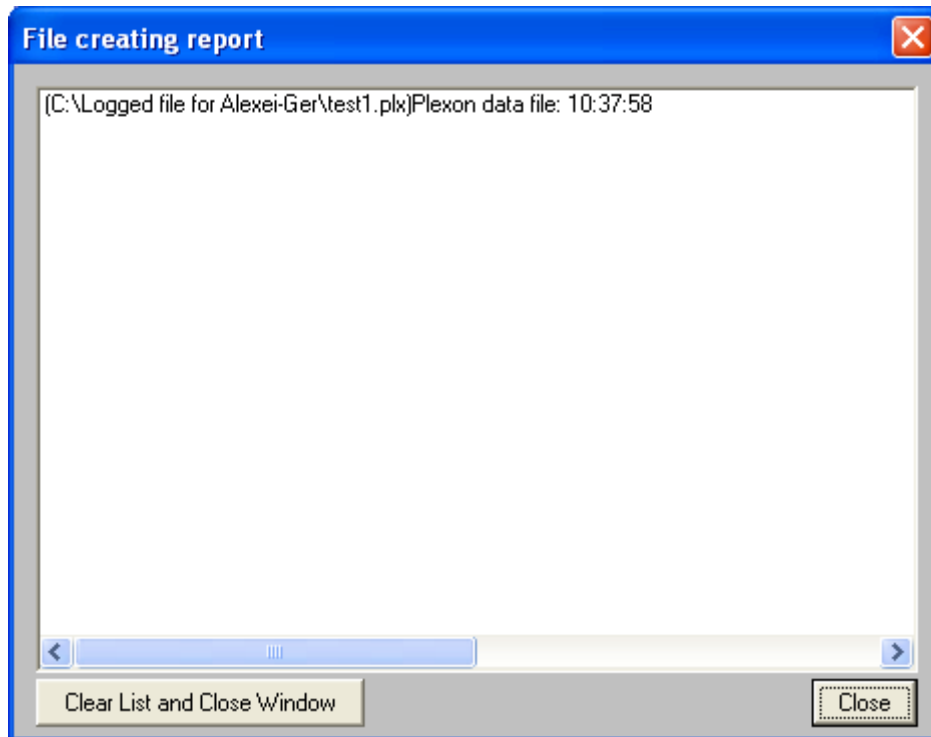 File creating report
(C:\Logged file for Alexei-Ger\test1.plx)Plexon data file: 10:37:58
Clear List and Close Window
Close